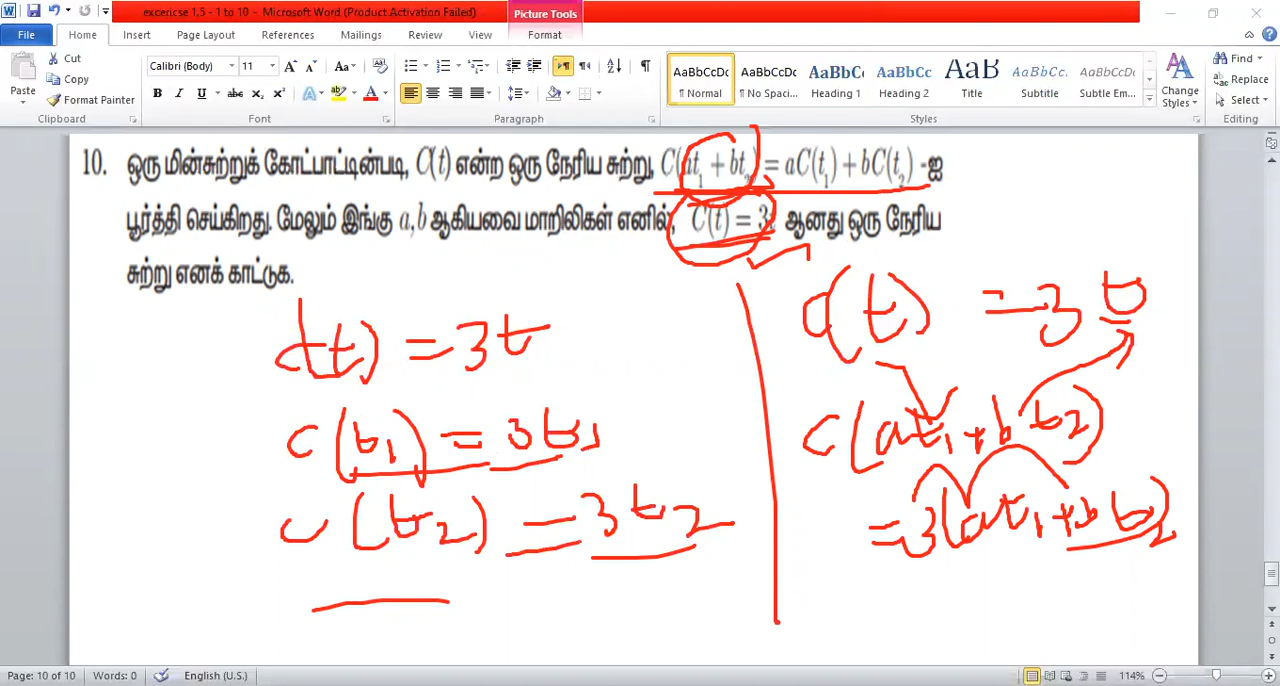 excericse 1,5 - 1 to 10 - Microsoft Word (Product Activation Failed)
Picture Tools
File Home Insert Page Layout References Mailings Review View Format
Paste
Cut
Copy
Format Painter
Clipboard
Calibri (Body) 11
Font
Paragraph
AaBbCcDc AaBbCcDc AaBbC AaBbCc AaB AaBbCc. AaBbCcDc
¶ Normal ¶ No Spaci... Heading 1 Heading 2 Title Subtitle Subtle Em...
Change Styles
Styles
Find
Replace
Select
Editing
10. ஒரு மின்சுற்றுக் கோட்பாட்டின்படி, C(t) என்ற ஒரு நேரிய சுற்று, C(at₁ + bt₂) = aC(t₁) + bC(t₂) -ஐ
பூர்த்தி செய்கிறது. மேலும் இங்கு a,b ஆகியவை மாறிலிகள் எனில், C(t) = 3t ஆனது ஒரு நேரிய
சுற்று எனக் காட்டுக.
C(t) = 3t
C(t1) = 3t1
C(t2) = 3t2
C(t) = 3t
C(at1+bt2)
=3(at1+bt2)
Page: 10 of 10 Words: 0 English (U.S.) 114%